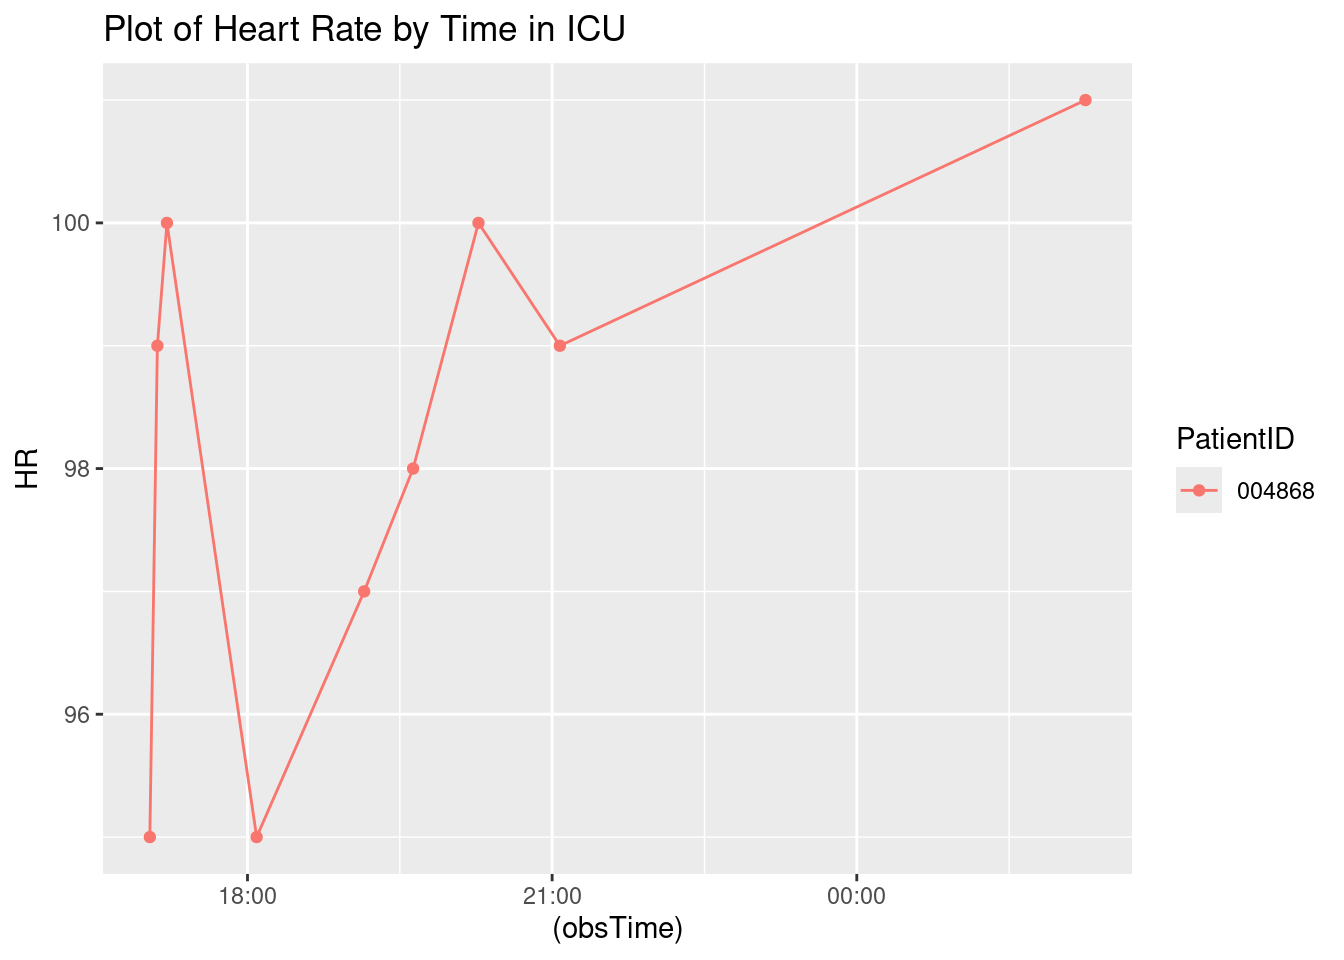 Plot of Heart Rate by Time in ICU
HR
100
98
96
18:00 21:00 00:00
(obsTime)
PatientID
004868